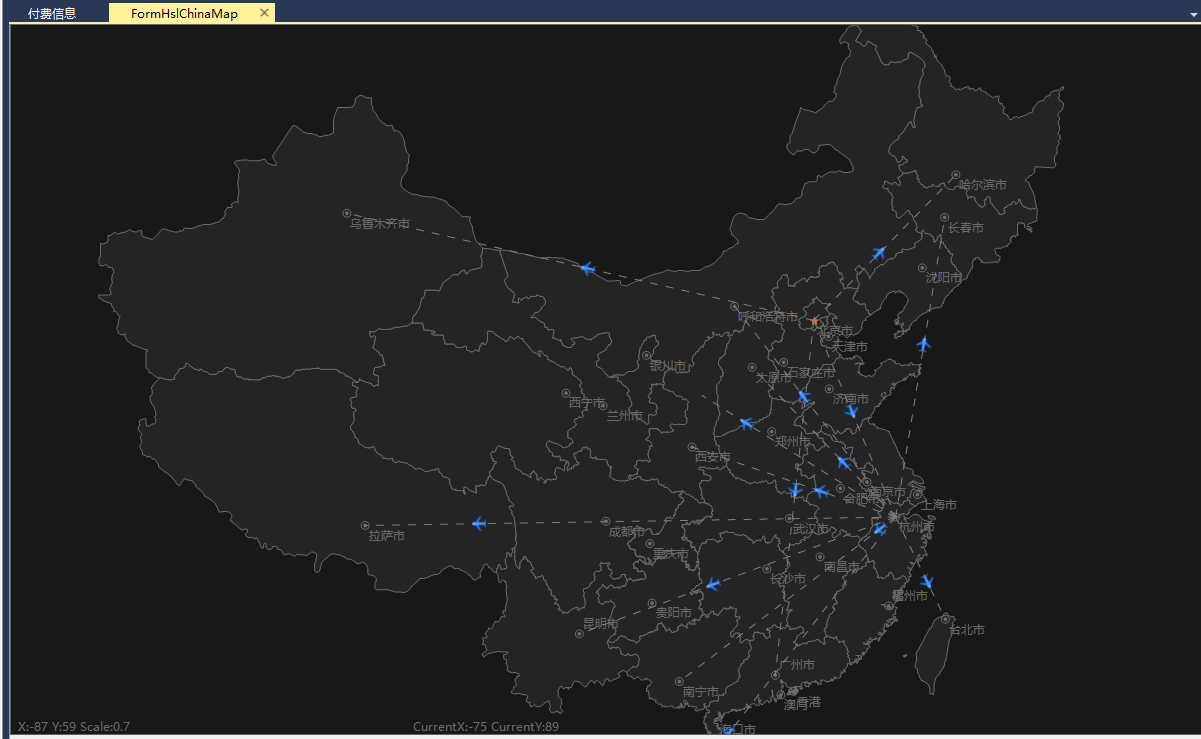 付费信息
FormHslChinaMap
哈尔滨市
乌鲁木齐市
长春市
沈阳市
呼和浩特市
北京市
天津市
银川市
石家庄市
太原市
西宁市
济南市
兰州市
郑州市
西安市
南京市
合肥市
上海市
杭州市
武汉市
成都市
拉萨市
重庆市
南昌市
长沙市
福州市
贵阳市
昆明市
台北市
广州市
南宁市
香港
澳门
海口市
X:-87 Y:59 Scale:0.7
CurrentX:-75 CurrentY:89